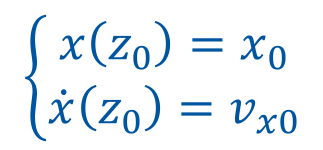 x(z₀) = x₀
ẋ(z₀) = vₓ₀